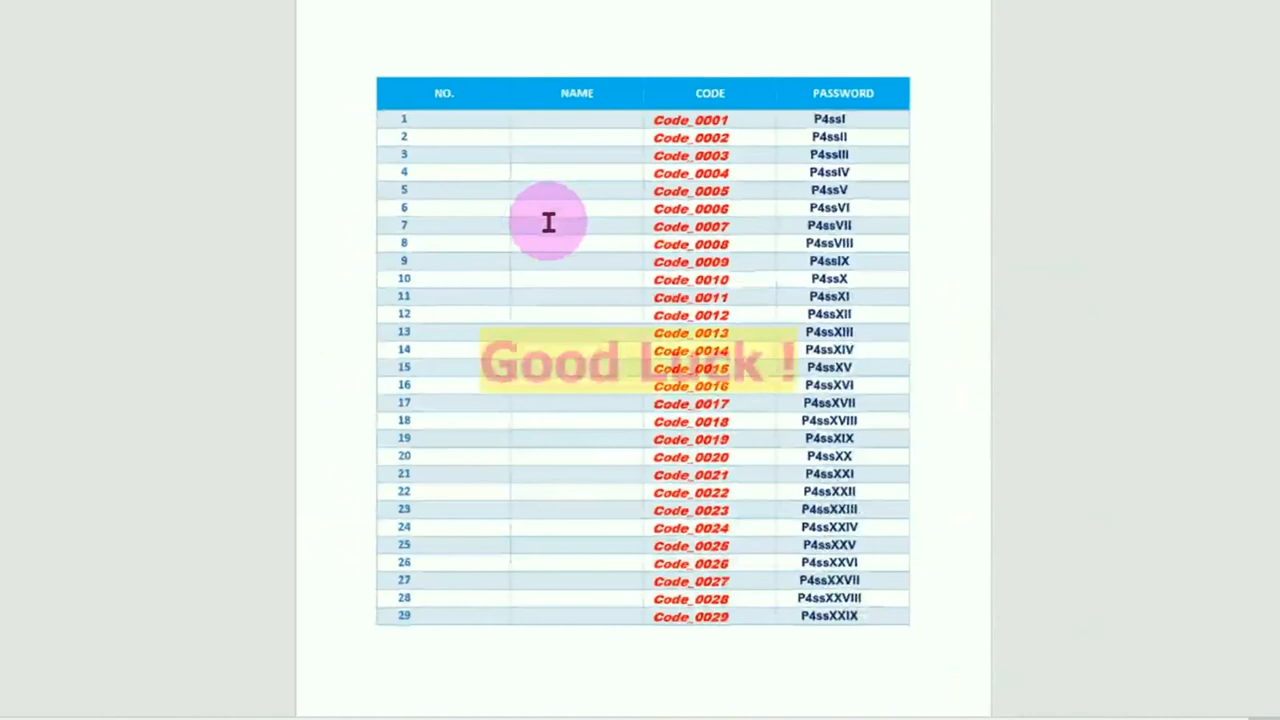 NO. NAME CODE PASSWORD
1 Code_0001 P4ssI
2 Code_0002 P4ssII
3 Code_0003 P4ssIII
4 Code_0004 P4ssIV
5 Code_0005 P4ssV
6 Code_0006 P4ssVI
7 Code_0007 P4ssVII
8 Code_0008 P4ssVIII
9 Code_0009 P4ssIX
10 Code_0010 P4ssX
11 Code_0011 P4ssXI
12 Code_0012 P4ssXII
13 Code_0013 P4ssXIII
14 Code_0014 P4ssXIV
Good Luck !
15 Code_0015 P4ssXV
16 Code_0016 P4ssXVI
17 Code_0017 P4ssXVII
18 Code_0018 P4ssXVIII
19 Code_0019 P4ssXIX
20 Code_0020 P4ssXX
21 Code_0021 P4ssXXI
22 Code_0022 P4ssXXII
23 Code_0023 P4ssXXIII
24 Code_0024 P4ssXXIV
25 Code_0025 P4ssXXV
26 Code_0026 P4ssXXVI
27 Code_0027 P4ssXXVII
28 Code_0028 P4ssXXVIII
29 Code_0029 P4ssXXIX